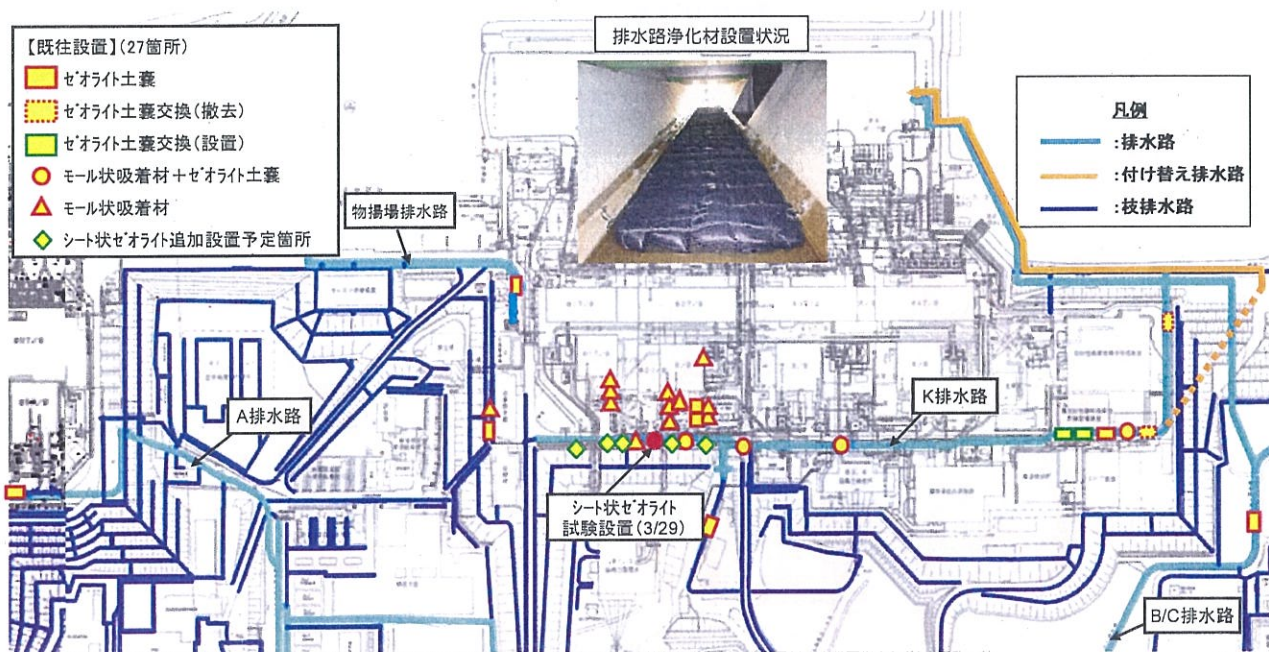 【既往設置】(27箇所)
ｾﾞｵﾗｲﾄ土嚢
ｾﾞｵﾗｲﾄ土嚢交換(撤去)
ｾﾞｵﾗｲﾄ土嚢交換(設置)
モール状吸着材＋ｾﾞｵﾗｲﾄ土嚢
モール状吸着材
シート状ｾﾞｵﾗｲﾄ追加設置予定箇所
排水路浄化材設置状況
凡例
:排水路
:付け替え排水路
:枝排水路
物揚場排水路
A排水路
K排水路
シート状ｾﾞｵﾗｲﾄ
試験設置(3/29)
B/C排水路